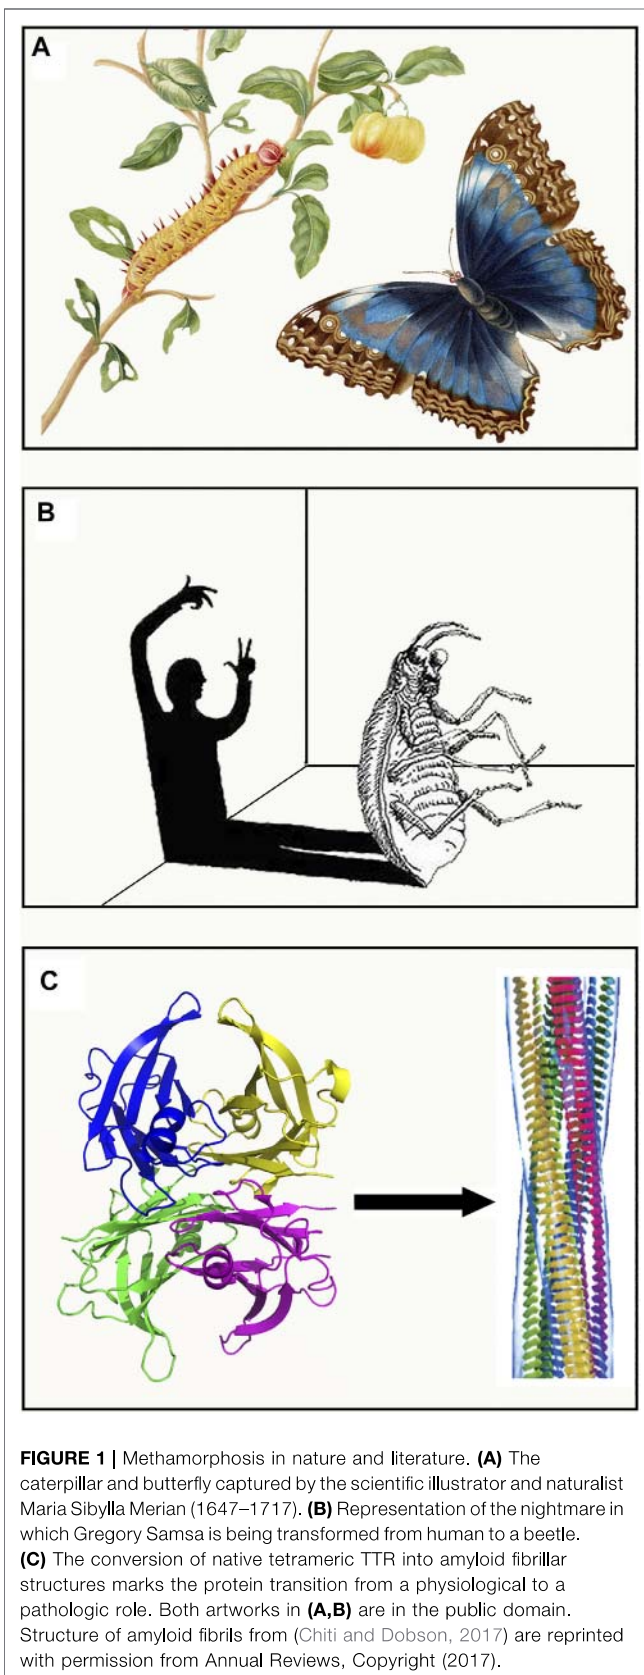 A
B
C
FIGURE 1 | Methamorphosis in nature and literature. (A) The
caterpillar and butterfly captured by the scientific illustrator and naturalist
Maria Sibylla Merian (1647–1717). (B) Representation of the nightmare in
which Gregory Samsa is being transformed from human to a beetle.
(C) The conversion of native tetrameric TTR into amyloid fibrillar
structures marks the protein transition from a physiological to a
pathologic role. Both artworks in (A,B) are in the public domain.
Structure of amyloid fibrils from (Chiti and Dobson, 2017) are reprinted
with permission from Annual Reviews, Copyright (2017).